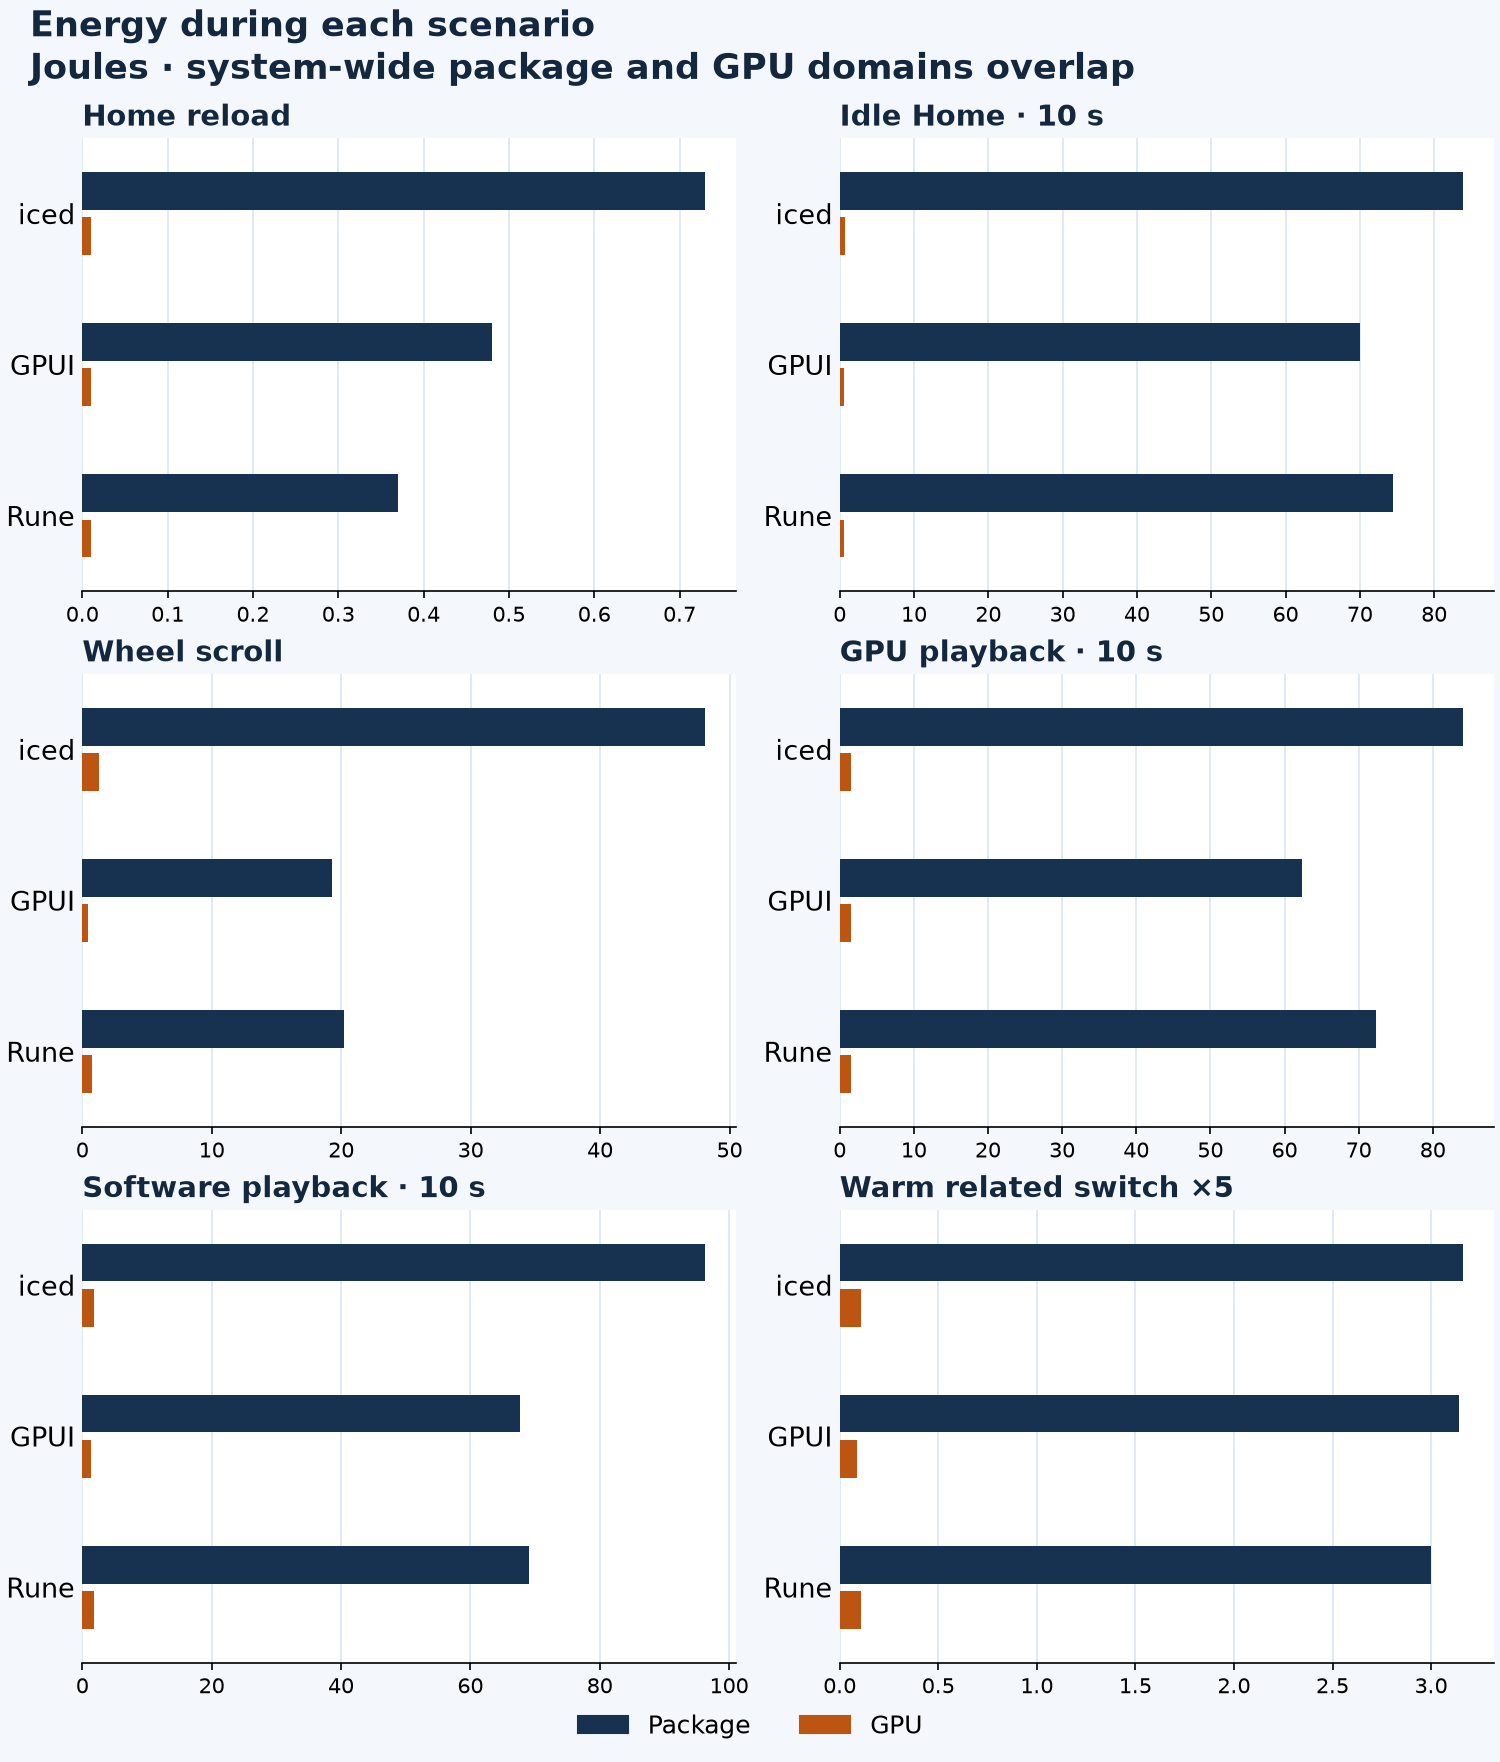 Energy during each scenario
Joules · system-wide package and GPU domains overlap
Home reload
iced
GPUI
Rune
0.0 0.1 0.2 0.3 0.4 0.5 0.6 0.7
Idle Home · 10 s
iced
GPUI
Rune
0 10 20 30 40 50 60 70 80
Wheel scroll
iced
GPUI
Rune
0 10 20 30 40 50
GPU playback · 10 s
iced
GPUI
Rune
0 10 20 30 40 50 60 70 80
Software playback · 10 s
iced
GPUI
Rune
0 20 40 60 80 100
Warm related switch ×5
iced
GPUI
Rune
0.0 0.5 1.0 1.5 2.0 2.5 3.0
Package GPU